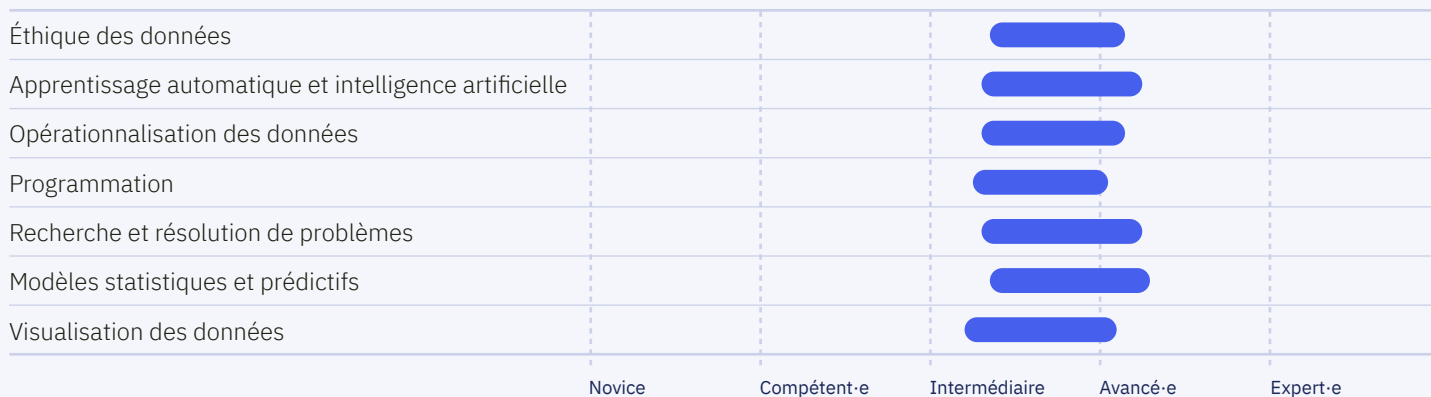 Éthique des données
Apprentissage automatique et intelligence artificielle
Opérationnalisation des données
Programmation
Recherche et résolution de problèmes
Modèles statistiques et prédictifs
Visualisation des données
Novice Compétent·e Intermédiaire Avancé·e Expert·e